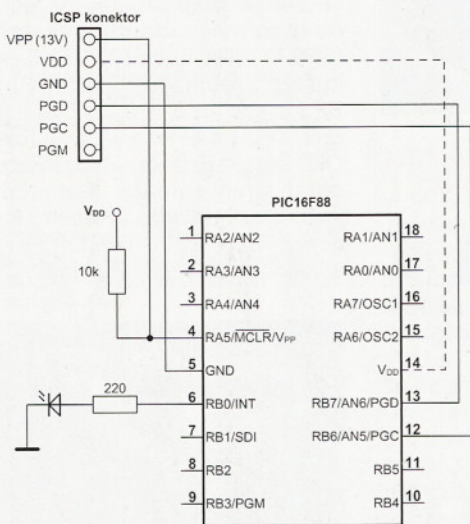 ICSP konektor
VPP (13V)
VDD
GND
PGD
PGC
PGM
VDD
10k
PIC16F88
1 RA2/AN2
RA1/AN1 18
2 RA3/AN3
RA0/AN0 17
3 RA4/AN4
RA7/OSC1 16
4 RA5/MCLR/VPP
RA6/OSC2 15
5 GND
VDD 14
220
6 RB0/INT
RB7/AN6/PGD 13
7 RB1/SDI
RB6/AN5/PGC 12
8 RB2
RB5 11
9 RB3/PGM
RB4 10